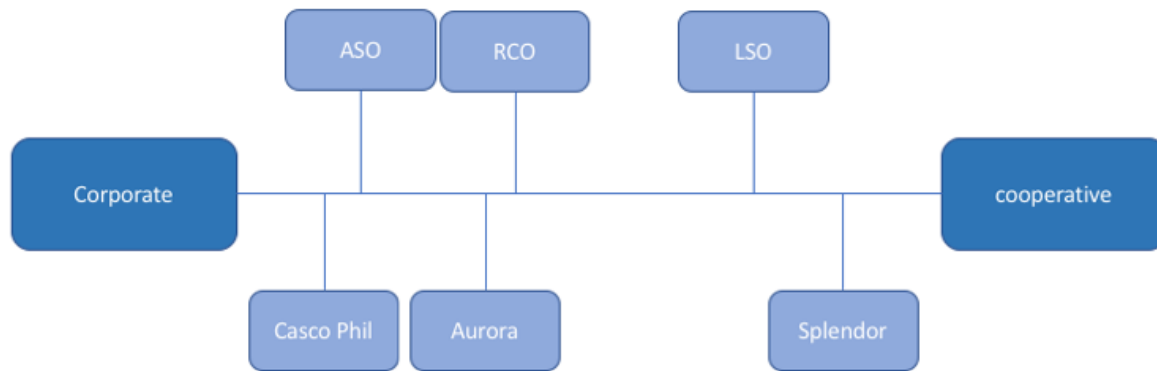 ASO
RCO
LSO
Corporate
cooperative
Casco Phil
Aurora
Splendor